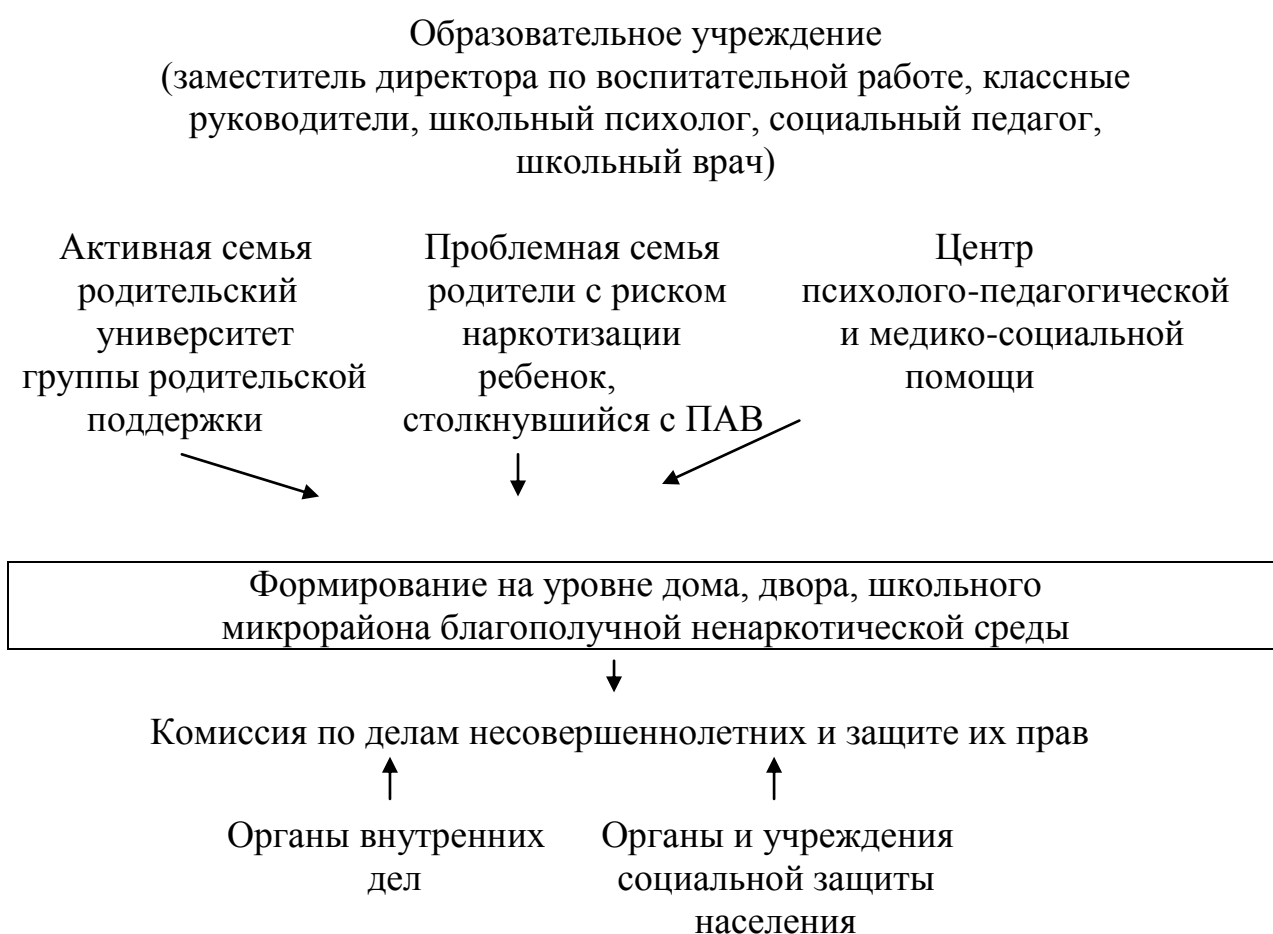 Образовательное учреждение
(заместитель директора по воспитательной работе, классные
руководители, школьный психолог, социальный педагог,
школьный врач)
Активная семья
родительский
университет
группы родительской
поддержки
Проблемная семья
родители с риском
наркотизации
ребенок,
столкнувшийся с ПАВ
Центр
психолого-педагогической
и медико-социальной
помощи
Формирование на уровне дома, двора, школьного
микрорайона благополучной ненаркотической среды
Комиссия по делам несовершеннолетних и защите их прав
Органы внутренних
дел
Органы и учреждения
социальной защиты
населения